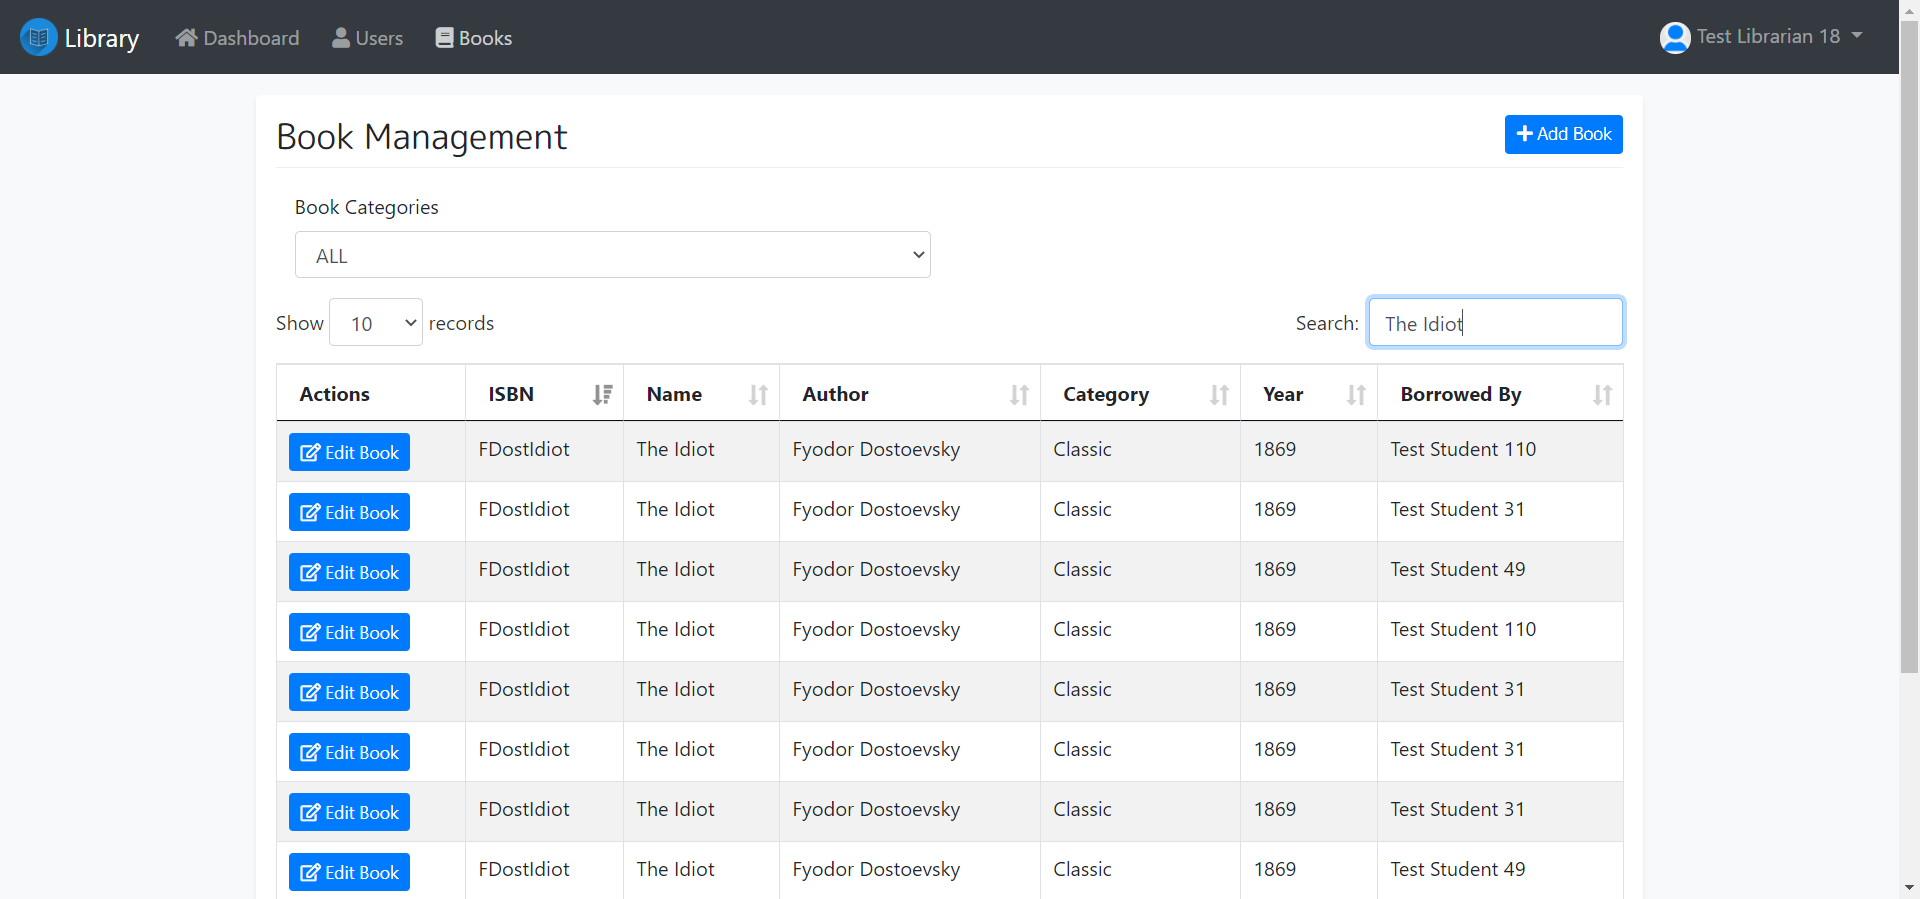 Library Dashboard Users Books Test Librarian 18
Book Management Add Book
Book Categories
ALL
Show 10 records Search: The Idiot
Actions ISBN Name Author Category Year Borrowed By
Edit Book FDostIdiot The Idiot Fyodor Dostoevsky Classic 1869 Test Student 110
Edit Book FDostIdiot The Idiot Fyodor Dostoevsky Classic 1869 Test Student 31
Edit Book FDostIdiot The Idiot Fyodor Dostoevsky Classic 1869 Test Student 49
Edit Book FDostIdiot The Idiot Fyodor Dostoevsky Classic 1869 Test Student 110
Edit Book FDostIdiot The Idiot Fyodor Dostoevsky Classic 1869 Test Student 31
Edit Book FDostIdiot The Idiot Fyodor Dostoevsky Classic 1869 Test Student 31
Edit Book FDostIdiot The Idiot Fyodor Dostoevsky Classic 1869 Test Student 31
Edit Book FDostIdiot The Idiot Fyodor Dostoevsky Classic 1869 Test Student 49